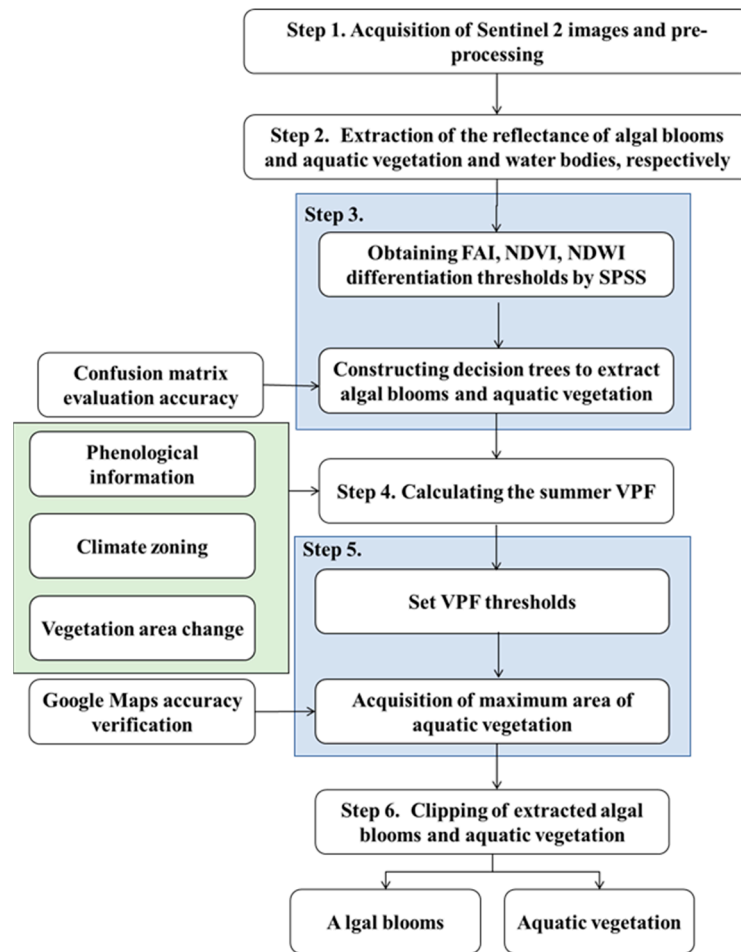 Step 1. Acquisition of Sentinel 2 images and pre-
processing
Step 2. Extraction of the reflectance of algal blooms
and aquatic vegetation and water bodies, respectively
Step 3.
Obtaining FAI, NDVI, NDWI
differentiation thresholds by SPSS
Confusion matrix
evaluation accuracy
Constructing decision trees to extract
algal blooms and aquatic vegetation
Phenological
information
Climate zoning
Vegetation area change
Step 4. Calculating the summer VPF
Step 5.
Set VPF thresholds
Google Maps accuracy
verification
Acquisition of maximum area of
aquatic vegetation
Step 6. Clipping of extracted algal
blooms and aquatic vegetation
A lgal blooms
Aquatic vegetation